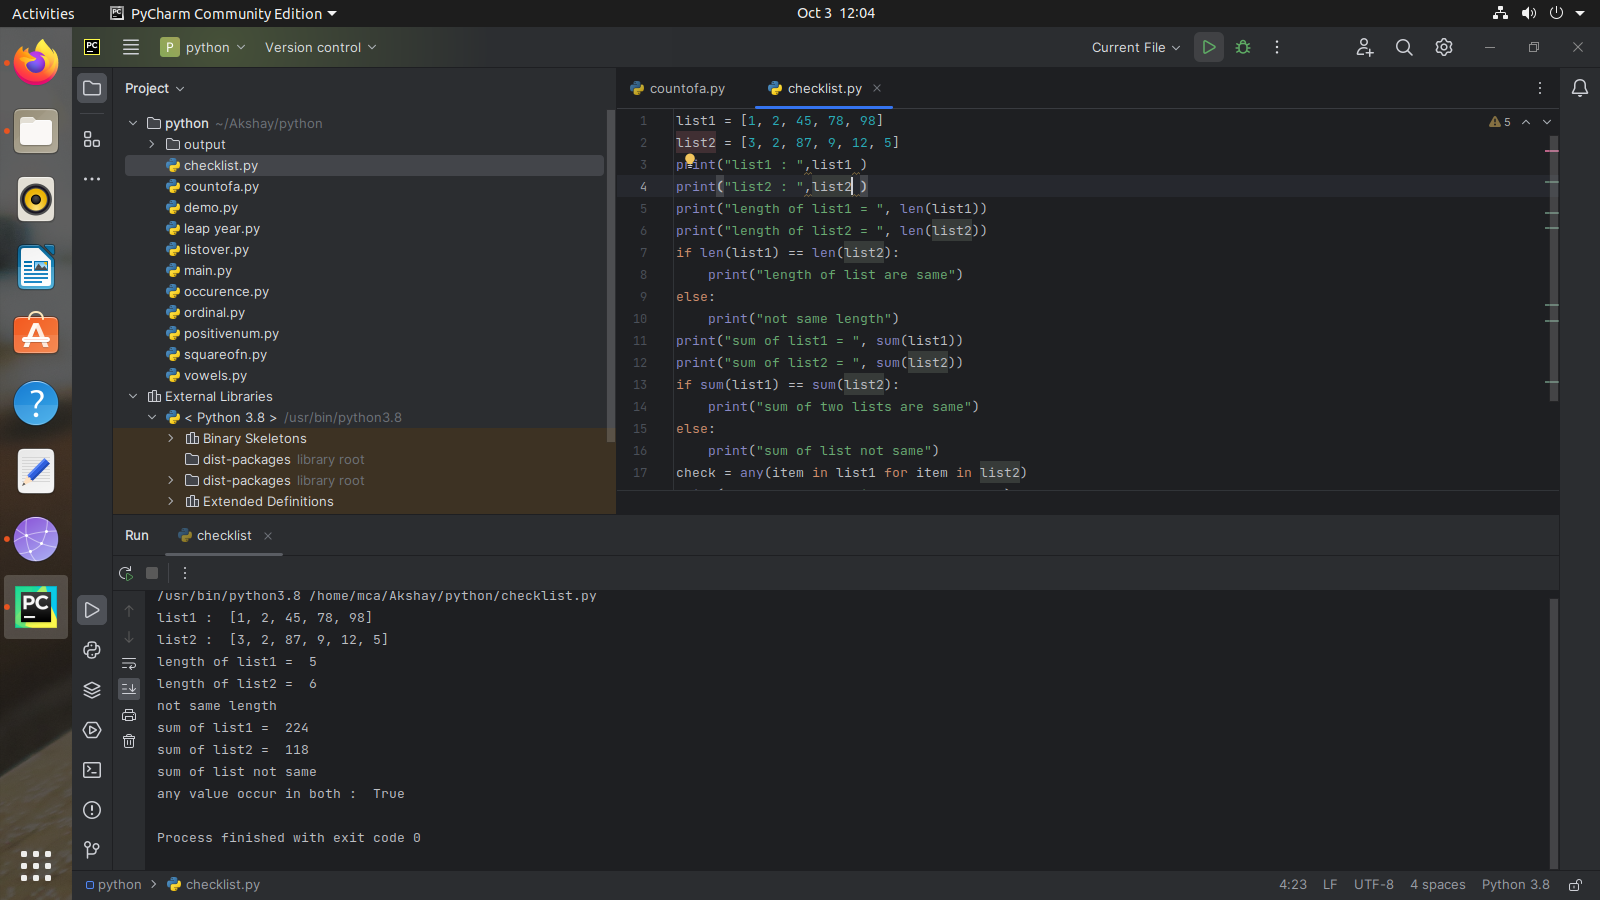 Activities PyCharm Community Edition Oct 3 12:04
PC P python Version control Current File
Project
python ~/Akshay/python
output
checklist.py
countofa.py
demo.py
leap year.py
listover.py
main.py
occurence.py
ordinal.py
positivenum.py
squareofn.py
vowels.py
External Libraries
< Python 3.8 > /usr/bin/python3.8
Binary Skeletons
dist-packages library root
dist-packages library root
Extended Definitions
countofa.py checklist.py
5
1 list1 = [1, 2, 45, 78, 98]
2 list2 = [3, 2, 87, 9, 12, 5]
3 print("list1 : ",list1 )
4 print("list2 : ",list2 )
5 print("length of list1 = ", len(list1))
6 print("length of list2 = ", len(list2))
7 if len(list1) == len(list2):
8 print("length of list are same")
9 else:
10 print("not same length")
11 print("sum of list1 = ", sum(list1))
12 print("sum of list2 = ", sum(list2))
13 if sum(list1) == sum(list2):
14 print("sum of two lists are same")
15 else:
16 print("sum of list not same")
17 check = any(item in list1 for item in list2)
Run checklist
/usr/bin/python3.8 /home/mca/Akshay/python/checklist.py
list1 :  [1, 2, 45, 78, 98]
list2 :  [3, 2, 87, 9, 12, 5]
length of list1 =  5
length of list2 =  6
not same length
sum of list1 =  224
sum of list2 =  118
sum of list not same
any value occur in both :  True
Process finished with exit code 0
PC
python checklist.py 4:23 LF UTF-8 4 spaces Python 3.8